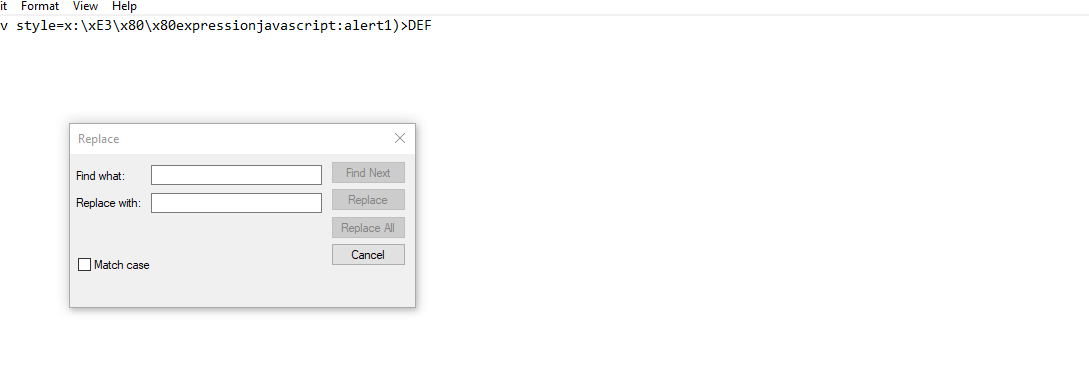 it Format View Help
v style=x:\xE3\x80\x80expressionjavascript:alert1)>DEF
Replace
Find what:
Find Next
Replace with:
Replace
Replace All
Cancel
Match case